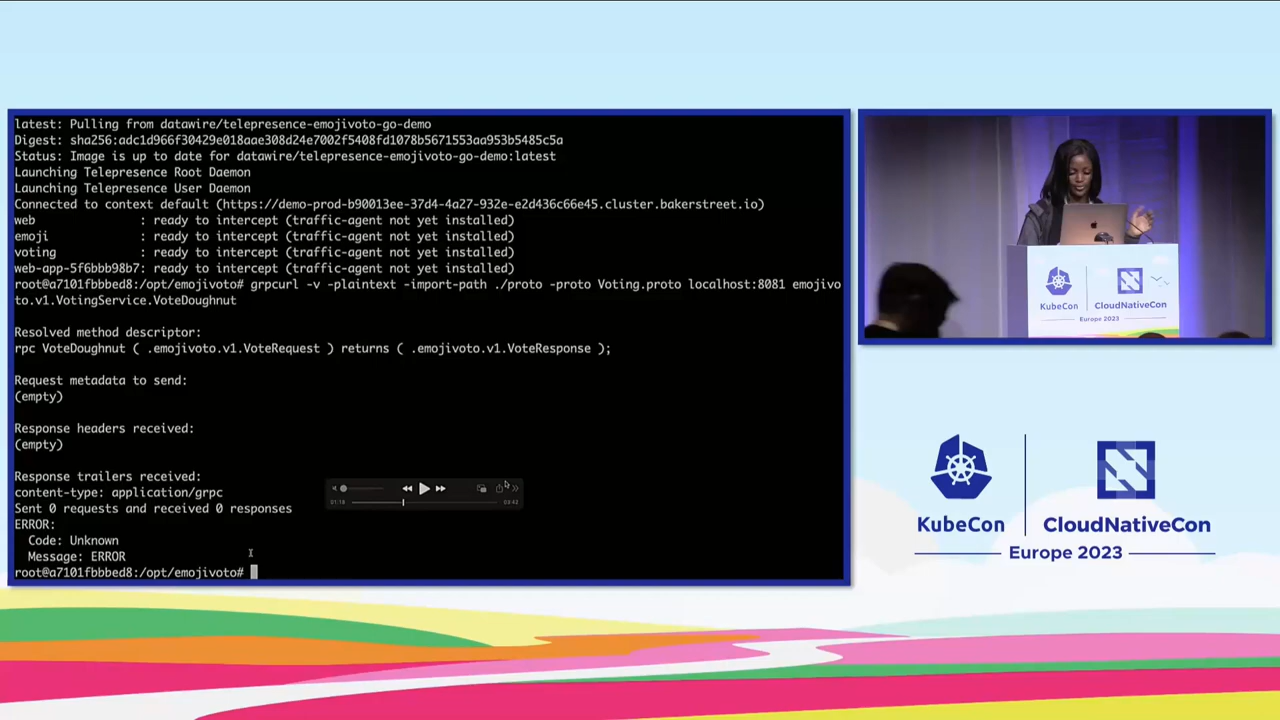 latest: Pulling from datawire/telepresence-emojivoto-go-demo
Digest: sha256:adc1d966f30429e018aae308d24e7002f5408fd1078b5671553aa953b5485c5a
Status: Image is up to date for datawire/telepresence-emojivoto-go-demo:latest
Launching Telepresence Root Daemon
Launching Telepresence User Daemon
Connected to context default (https://demo-prod-b90013ee-37d4-4a27-932e-e2d436c66e45.cluster.bakerstreet.io)
web : ready to intercept (traffic-agent not yet installed)
emoji : ready to intercept (traffic-agent not yet installed)
voting : ready to intercept (traffic-agent not yet installed)
web-app-5f6bbb98b7: ready to intercept (traffic-agent not yet installed)
root@a7101fbbbed8:/opt/emojivoto# grpcurl -v -plaintext -import-path ./proto -proto Voting.proto localhost:8081 emojivo
to.v1.VotingService.VoteDoughnut
Resolved method descriptor:
rpc VoteDoughnut ( .emojivoto.v1.VoteRequest ) returns ( .emojivoto.v1.VoteResponse );
Request metadata to send:
(empty)
Response headers received:
(empty)
Response trailers received:
content-type: application/grpc
Sent 0 requests and received 0 responses
ERROR:
Code: Unknown
Message: ERROR
root@a7101fbbbed8:/opt/emojivoto#
01:18
03:42
KubeCon
CloudNativeCon
Europe 2023
KubeCon
CloudNativeCon
Europe 2023